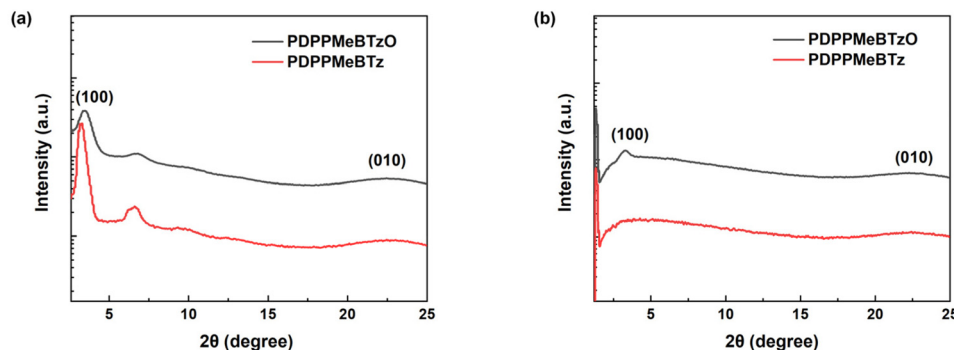 (a)
PDPPMeBTzO
PDPPMeBTz
(100)
(010)
Intensity (a.u.)
5
10
15
20
25
2θ (degree)
(b)
PDPPMeBTzO
PDPPMeBTz
(100)
(010)
Intensity (a.u.)
5
10
15
20
25
2θ (degree)